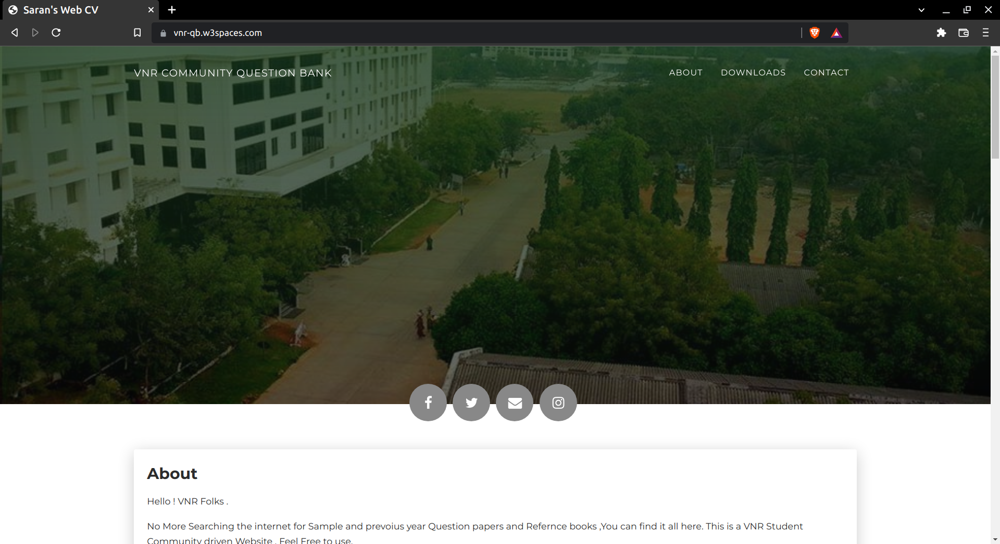 Saran's Web CV
vnr-qb.w3spaces.com
VNR COMMUNITY QUESTION BANK
ABOUT DOWNLOADS CONTACT
About
Hello ! VNR Folks .
No More Searching the internet for Sample and prevoius year Question papers and Refernce books ,You can find it all here. This is a VNR Student
Community driven Website . Feel Free to use.